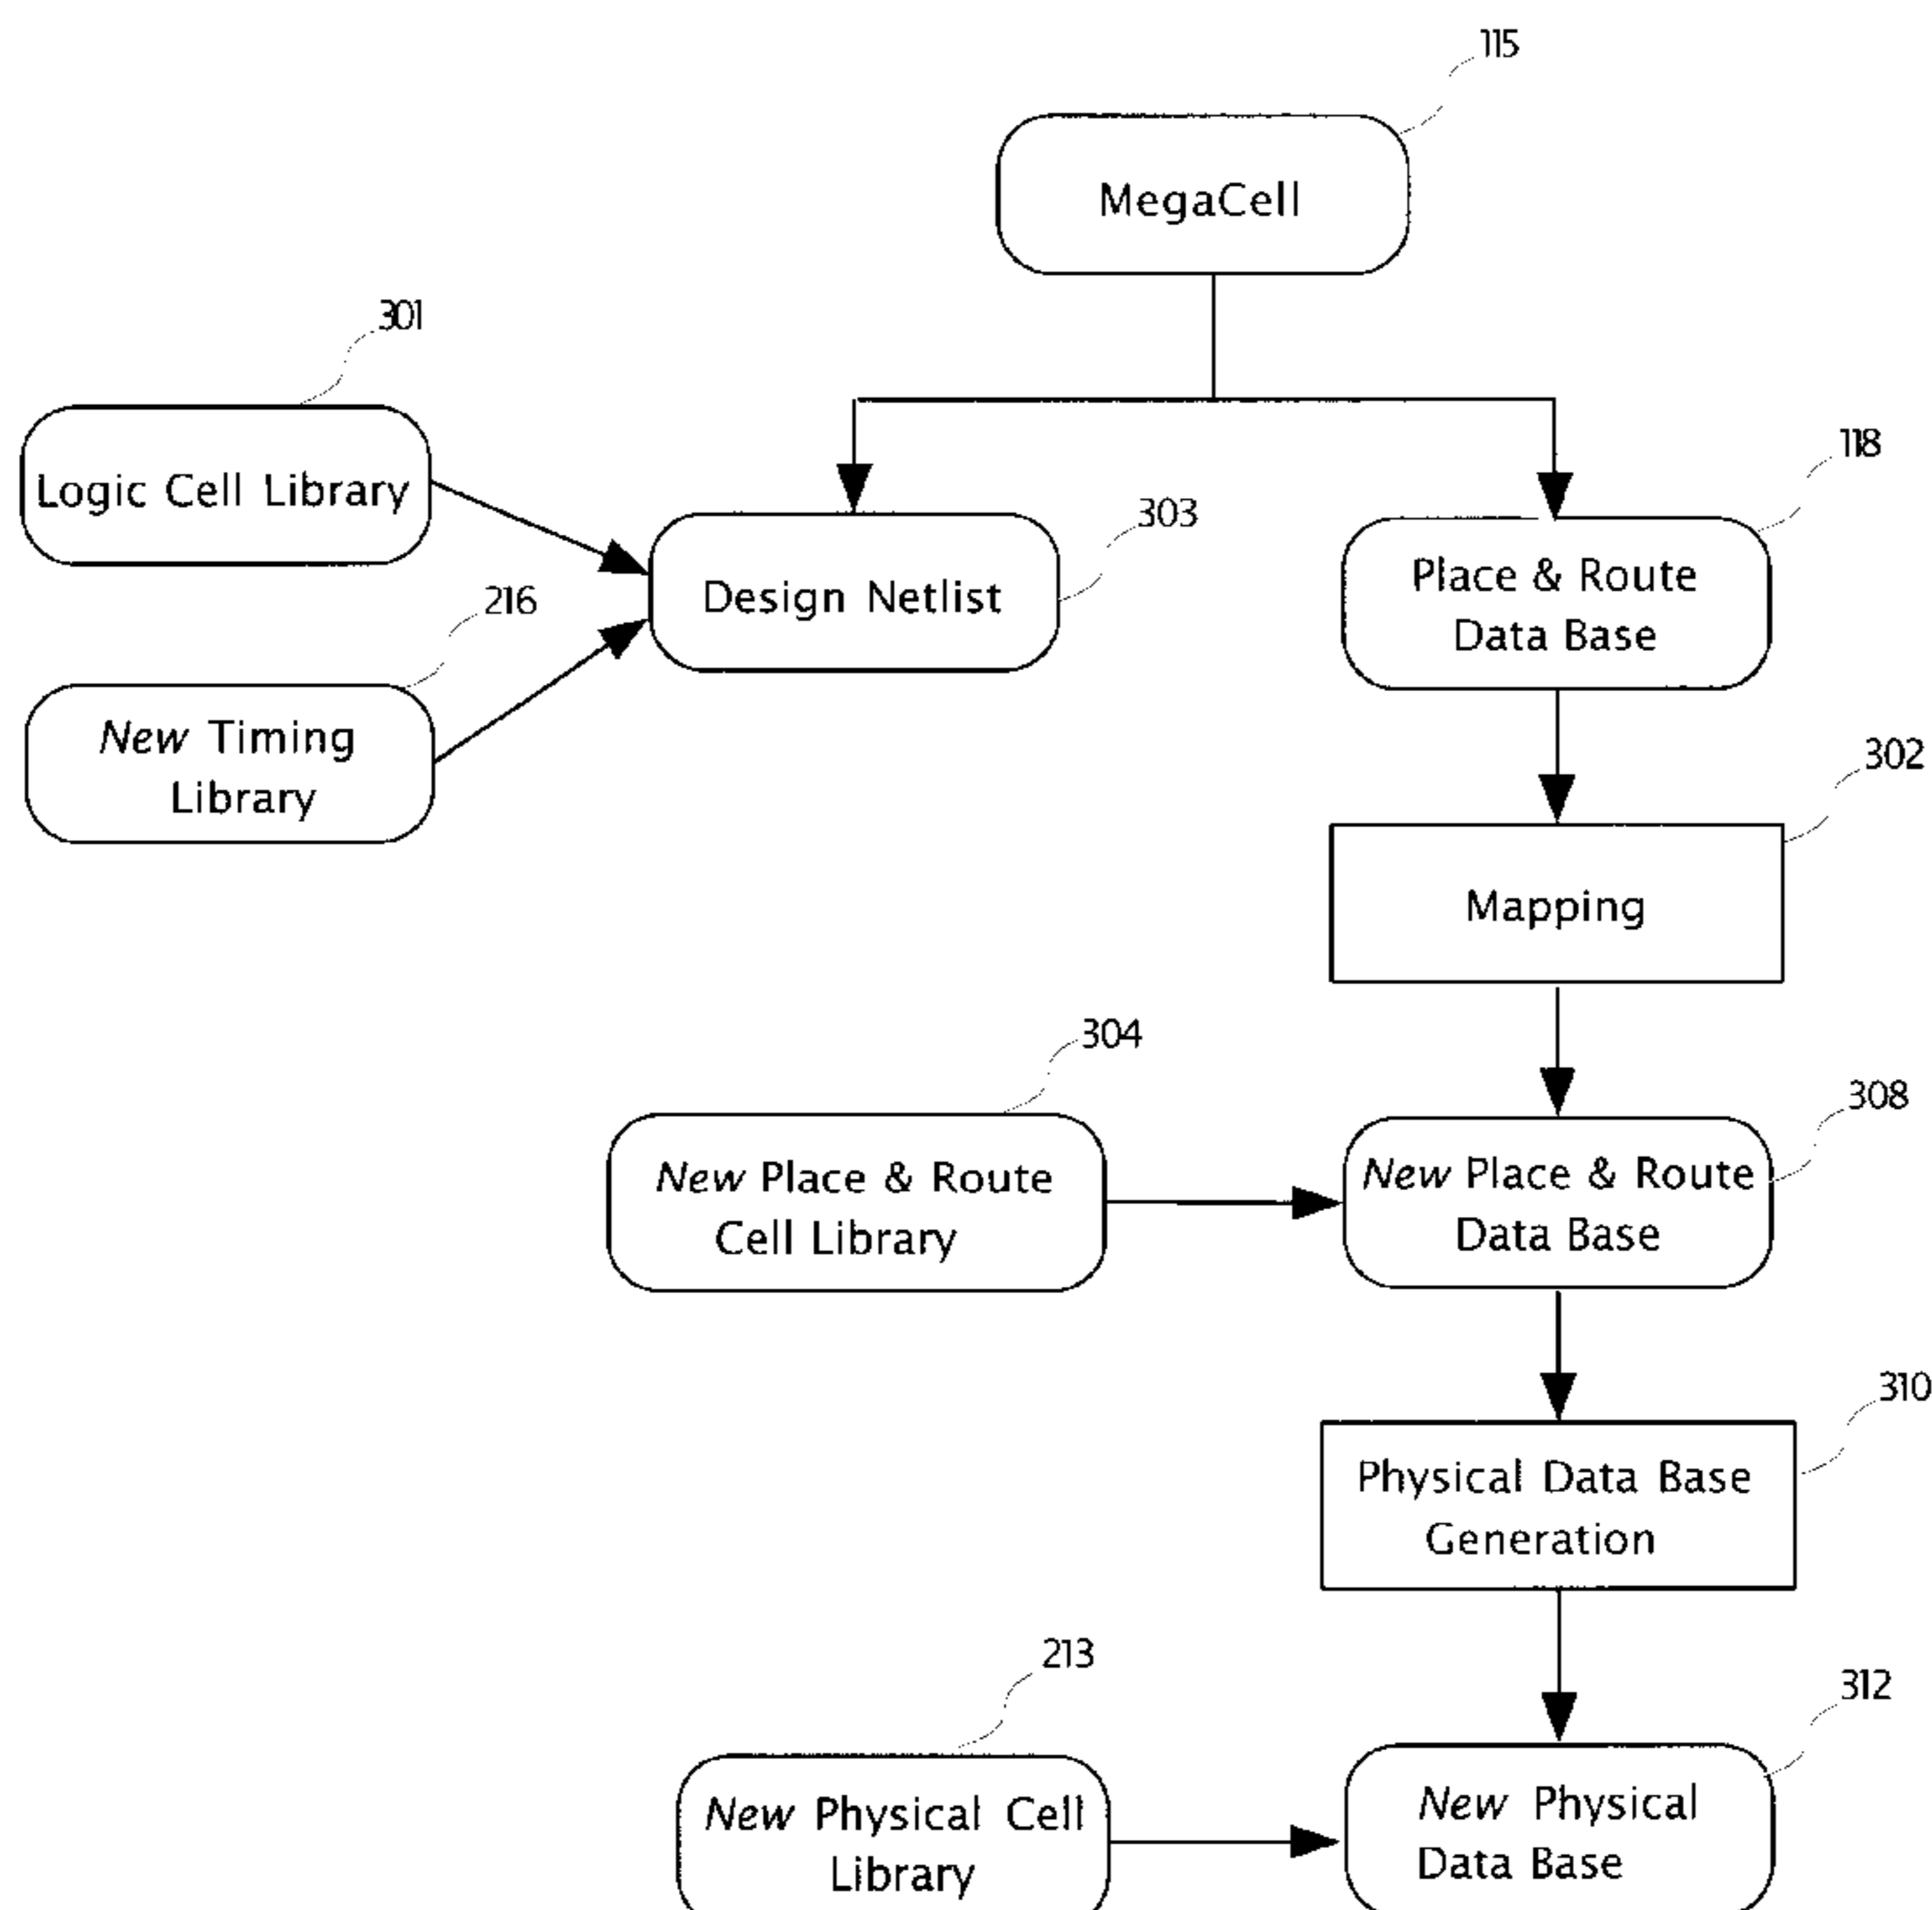 115
MegaCell
301
Logic Cell Library
118
303
Design Netlist
Place & Route
Data Base
216
New Timing
Library
302
Mapping
304
308
New Place & Route
Cell Library
New Place & Route
Data Base
310
Physical Data Base
Generation
213
312
New Physical Cell
Library
New Physical
Data Base